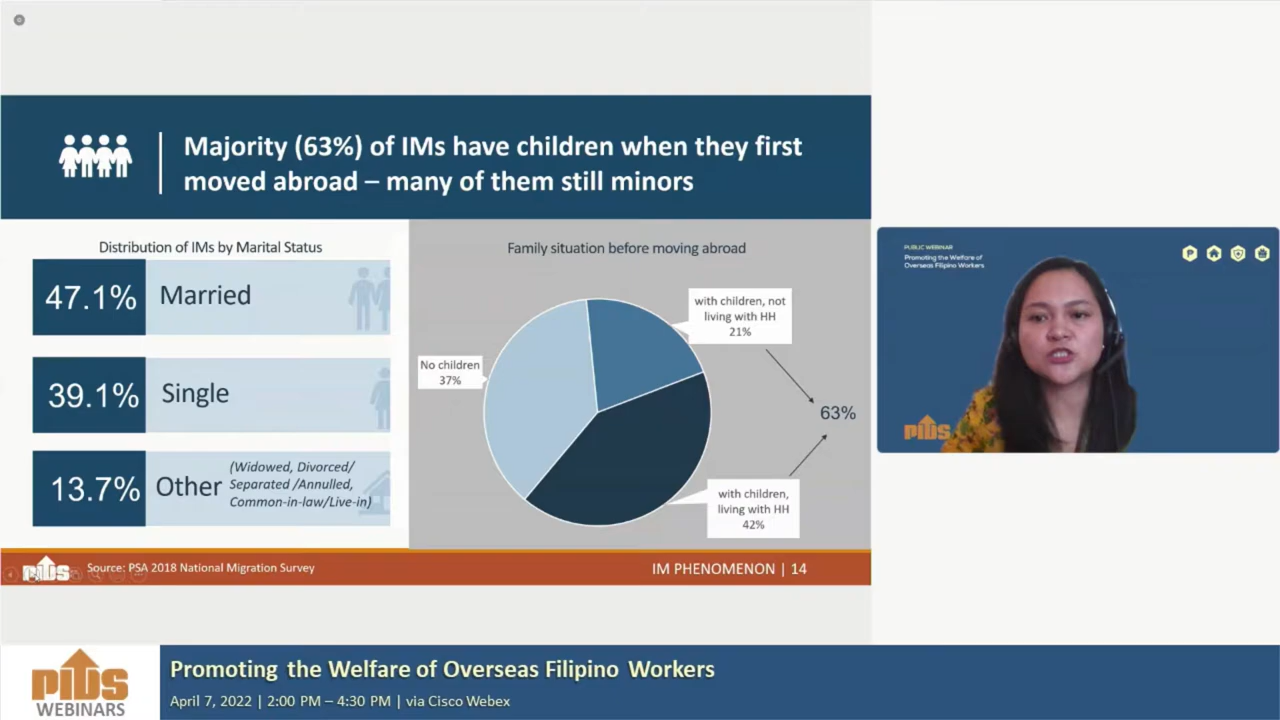 Majority (63%) of IMs have children when they first
moved abroad – many of them still minors
Distribution of IMs by Marital Status
47.1%
Married
39.1%
Single
13.7%
Other
(Widowed, Divorced/
Separated /Annulled,
Common-in-law/Live-in)
Family situation before moving abroad
with children, not
living with HH
21%
No children
37%
63%
with children,
living with HH
42%
PIDS
Source: PSA 2018 National Migration Survey
IM PHENOMENON | 14
PUBLIC WEBINAR
Promoting the Welfare of
Overseas Filipino Workers
P
PIDS
PIDS
WEBINARS
Promoting the Welfare of Overseas Filipino Workers
April 7, 2022 | 2:00 PM – 4:30 PM | via Cisco Webex